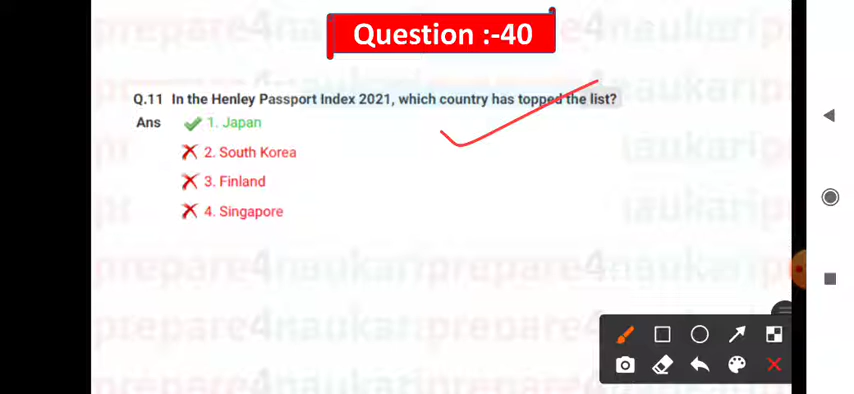 Question :-40
Q.11 In the Henley Passport Index 2021, which country has topped the list?
Ans 1. Japan
2. South Korea
3. Finland
4. Singapore
prepare4naukari